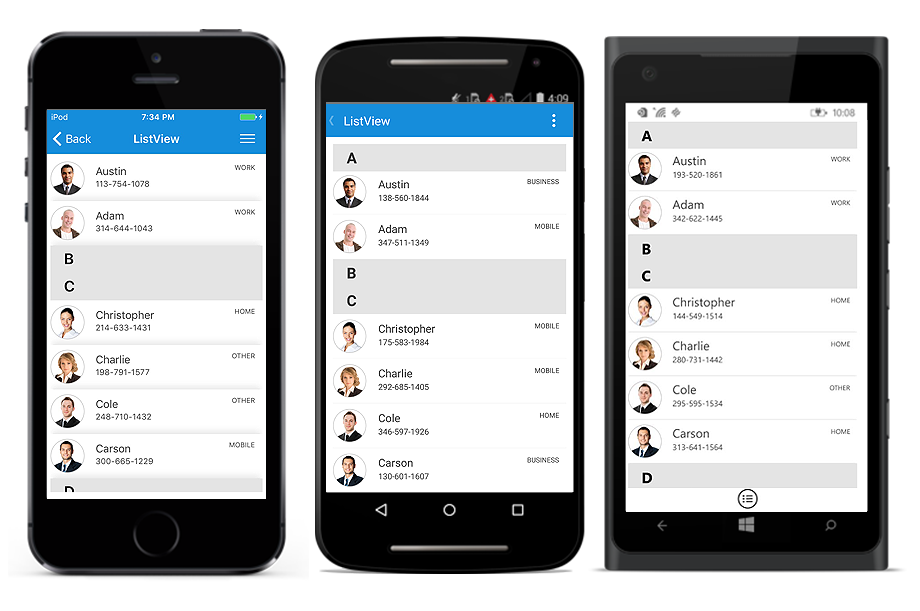 iPod 7:34 PM
Back ListView
Austin WORK
113-754-1078
Adam WORK
314-644-1043
B
C
Christopher HOME
214-633-1431
Charlie OTHER
198-791-1577
Cole OTHER
248-710-1432
Carson MOBILE
300-665-1229
D
4:09
ListView
A
Austin BUSINESS
138-560-1844
Adam MOBILE
347-511-1349
B
C
Christopher MOBILE
175-583-1984
Charlie MOBILE
292-685-1405
Cole HOME
346-597-1926
Carson BUSINESS
130-601-1607
10:08
A
Austin WORK
193-520-1861
Adam WORK
342-622-1445
B
C
Christopher HOME
144-549-1514
Charlie HOME
280-731-1442
Cole OTHER
295-595-1534
Carson HOME
313-641-1564
D